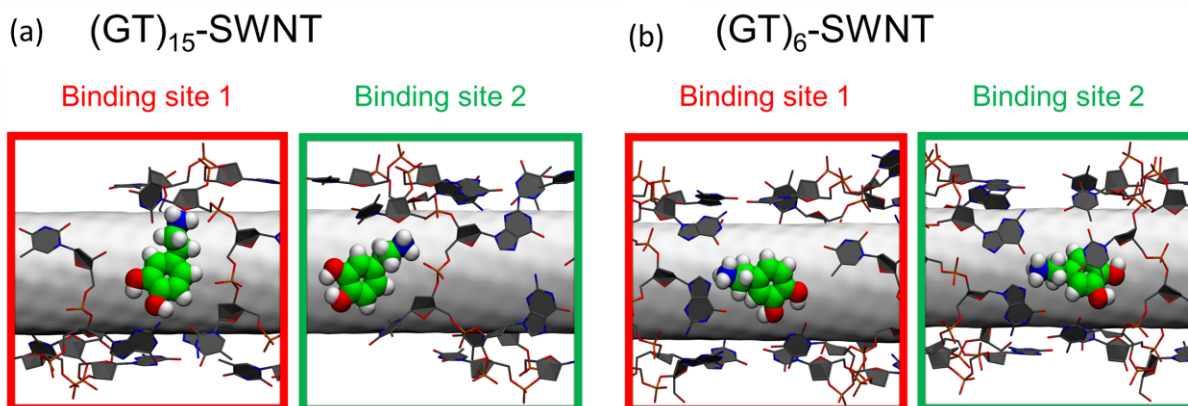 (a) (GT)₁₅-SWNT
Binding site 1
Binding site 2
(b) (GT)₆-SWNT
Binding site 1
Binding site 2